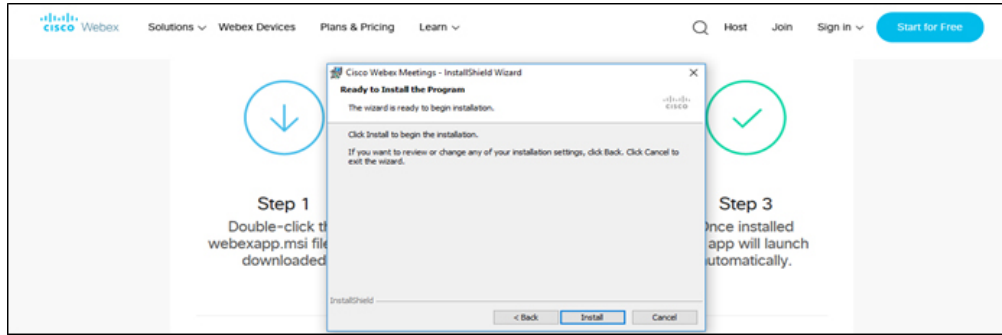 cisco Webex Solutions Webex Devices Plans & Pricing Learn Host Join Sign in Start for Free
Cisco Webex Meetings - InstallShield Wizard
Ready to Install the Program
The wizard is ready to begin installation.
cisco
Click Install to begin the installation.
If you want to review or change any of your installation settings, click Back. Click Cancel to
exit the wizard.
InstallShield
< Back Install Cancel
Step 1
Double-click
webexapp.msi
downloaded
Step 3
installed
app will launch
automatically.